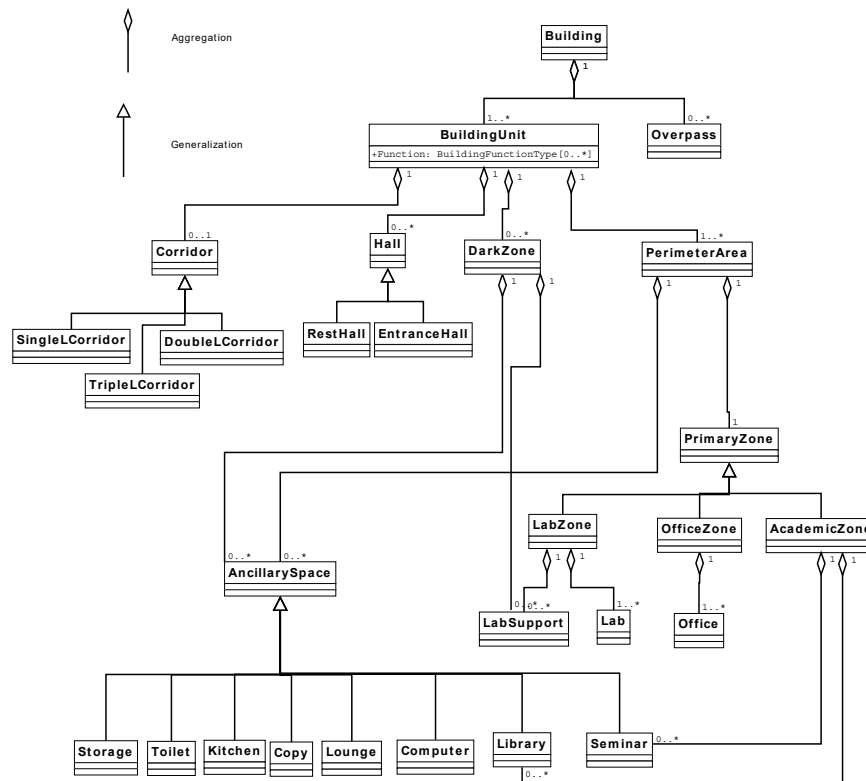 Building
Aggregation
1
1..*
0..*
BuildingUnit
Overpass
+Function: BuildingFunctionType[0..*]
Generalization
1
1
1
1
0..1
0..*
0..*
1..*
Corridor
Hall
DarkZone
PerimeterArea
1
1
1
1
SingleLCorridor
DoubleLCorridor
RestHall
EntranceHall
TripleLCorridor
1
PrimaryZone
LabZone
OfficeZone
AcademicZone
0..*
0..*
1
1
1
1
1
AncillarySpace
0..*
0..*
1..*
1..*
LabSupport
Lab
Office
Storage
Toilet
Kitchen
Copy
Lounge
Computer
Library
Seminar
0..*
0..*